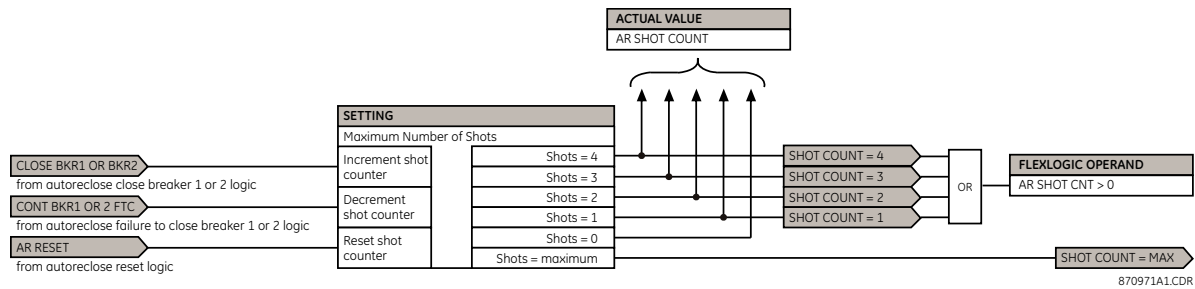 ACTUAL VALUE
AR SHOT COUNT
SETTING
Maximum Number of Shots
CLOSE BKR1 OR BKR2
from autoreclose close breaker 1 or 2 logic
CONT BKR1 OR 2 FTC
from autoreclose failure to close breaker 1 or 2 logic
AR RESET
from autoreclose reset logic
Increment shot
counter
Decrement
shot counter
Reset shot
counter
Shots = 4
Shots = 3
Shots = 2
Shots = 1
Shots = 0
Shots = maximum
SHOT COUNT = 4
SHOT COUNT = 3
SHOT COUNT = 2
SHOT COUNT = 1
OR
FLEXLOGIC OPERAND
AR SHOT CNT > 0
SHOT COUNT = MAX
870971A1.CDR